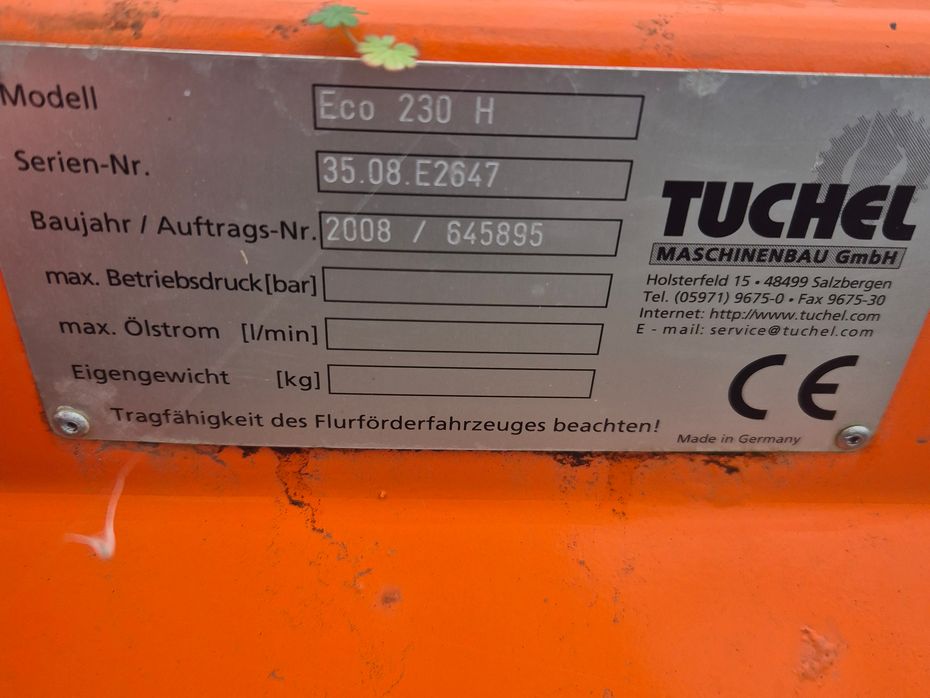 Modell Eco 230 H
Serien-Nr. 35.08.E2647
Baujahr / Auftrags-Nr. 2008 / 645895
max. Betriebsdruck [bar]
max. Ölstrom [l/min]
Eigengewicht [kg]
Tragfähigkeit des Flurförderfahrzeuges beachten!
TUCHEL
MASCHINENBAU GmbH
Holsterfeld 15 • 48499 Salzbergen
Tel. (05971) 9675-0 • Fax 9675-30
Internet: http://www.tuchel.com
E - mail: service@tuchel.com
CE
Made in Germany